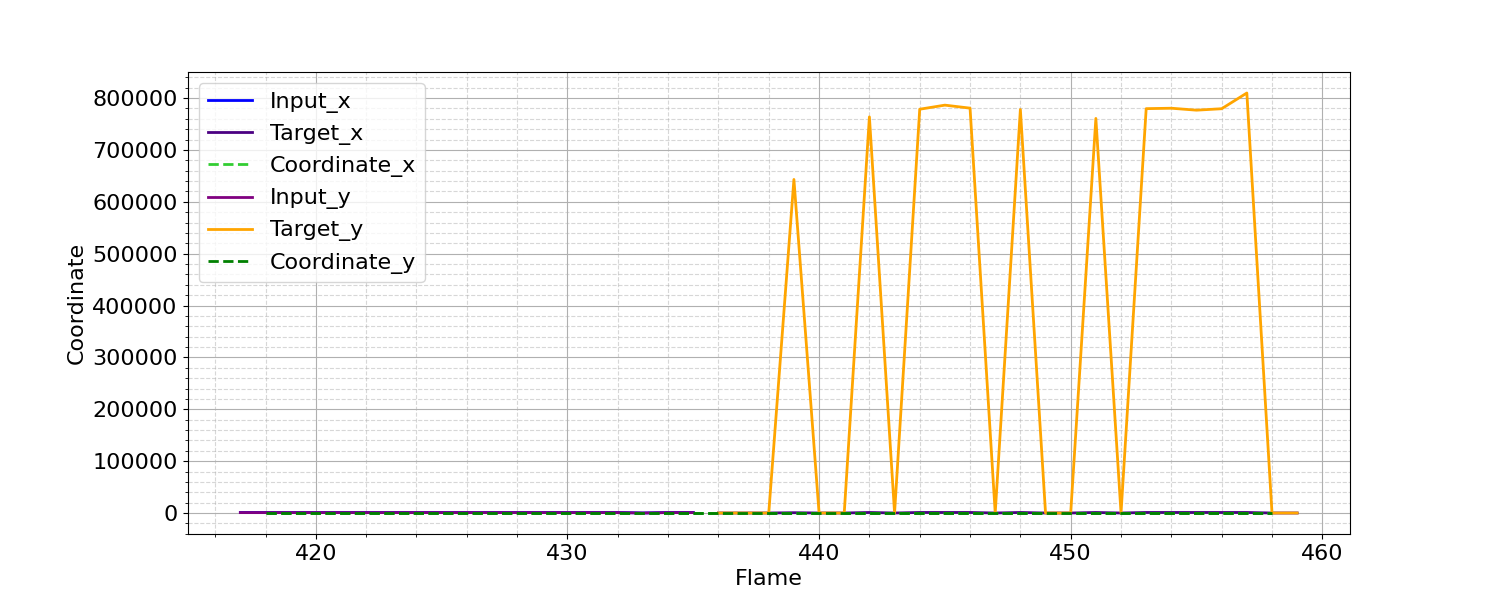 Input_x
Target_x
Coordinate_x
Input_y
Target_y
Coordinate_y
800000
700000
600000
500000
400000
300000
200000
100000
0
Coordinate
420 430 440 450 460
Flame